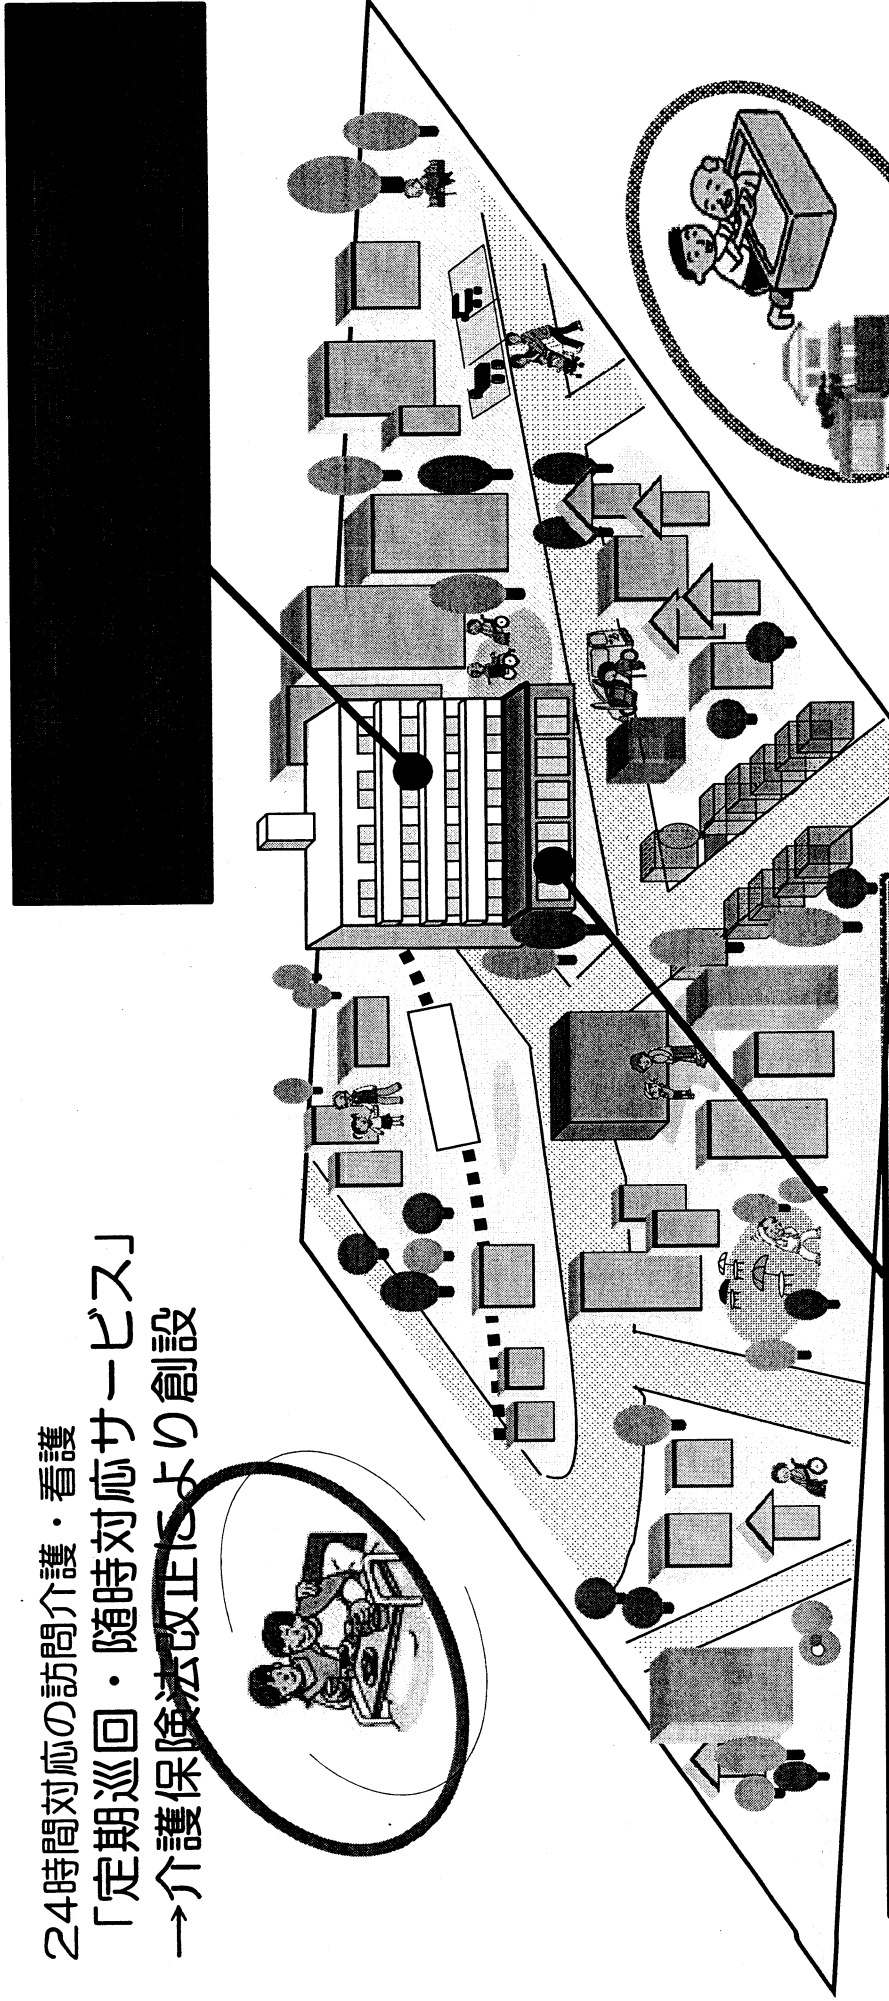 24時間対応の訪問介護・看護
「定期巡回・随時対応サービス」
→介護保険法改正により創設